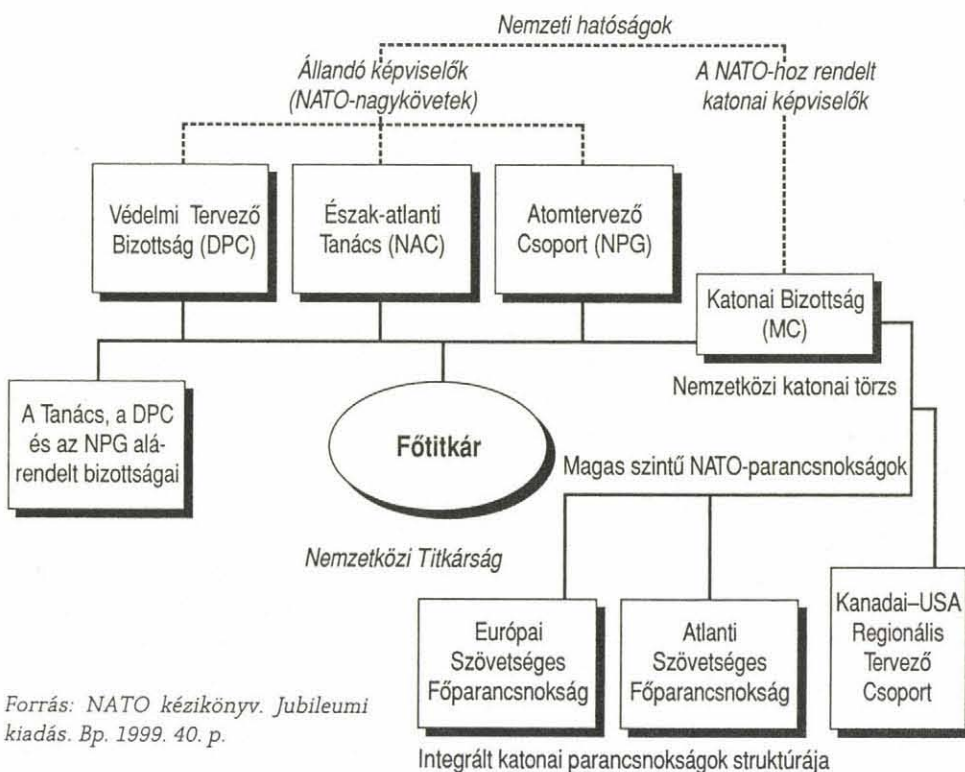 Nemzeti hatóságok
Állandó képviselők
(NATO-nagykövetek)
A NATO-hoz rendelt
katonai képviselők
Védelmi Tervező
Bizottság (DPC)
Észak-atlanti
Tanács (NAC)
Atomtervező
Csoport (NPG)
Katonai Bizottság
(MC)
Nemzetközi katonai törzs
A Tanács, a DPC
és az NPG alá-
rendelt bizottságai
Főtitkár
Magas szintű NATO-parancsnokságok
Nemzetközi Titkárság
Európai
Szövetséges
Főparancsnokság
Atlanti
Szövetséges
Főparancsnokság
Kanadai–USA
Regionális
Tervező
Csoport
Forrás: NATO kézikönyv. Jubileumi
kiadás. Bp. 1999. 40. p.
Integrált katonai parancsnokságok struktúrája